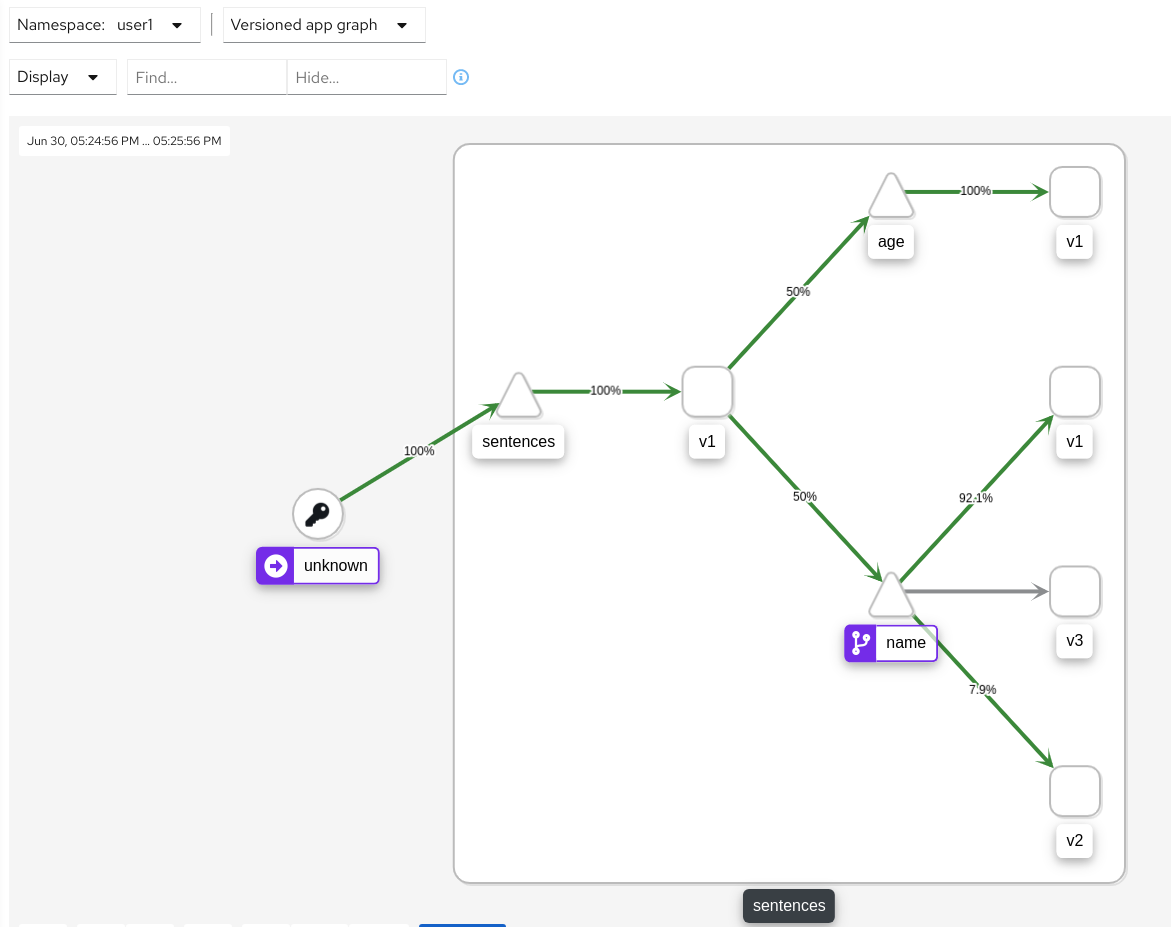 Namespace: user1
Versioned app graph
Display
Find...
Hide...
Jun 30, 05:24:56 PM ... 05:25:56 PM
100%
age
v1
50%
100%
sentences
v1
v1
100%
50%
92.1%
unknown
v3
name
7.9%
v2
sentences